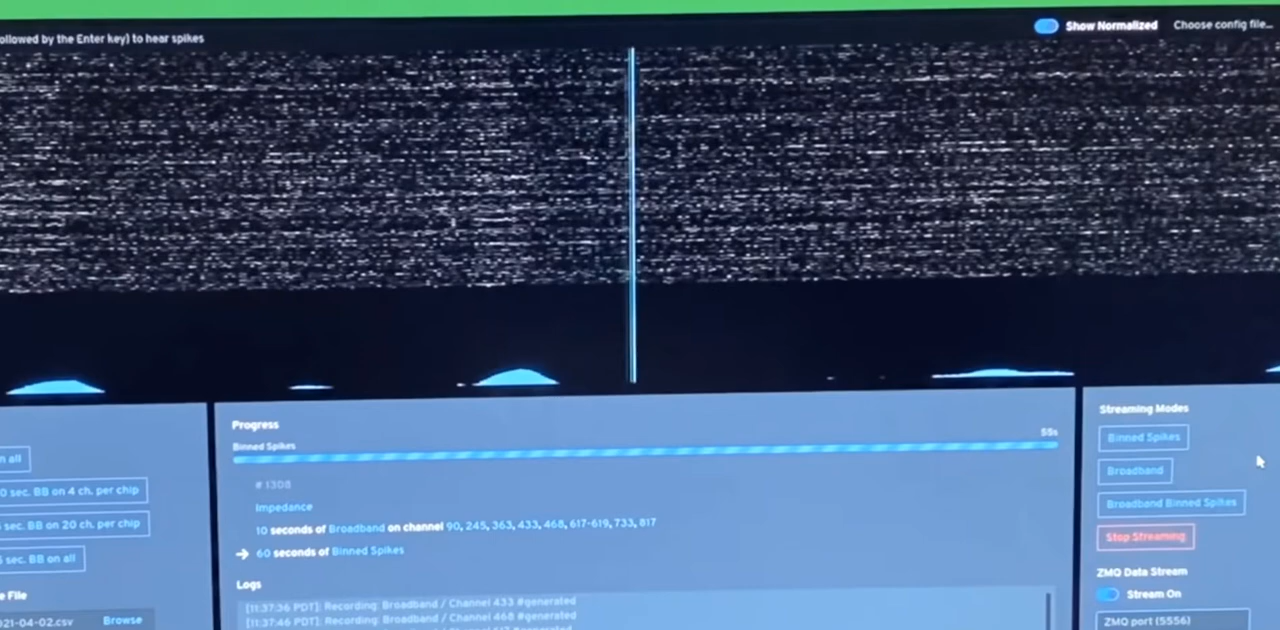 ollowed by the Enter key) to hear spikes
Show Normalized
Choose config file...
n all
0 sec. BB on 4 ch. per chip
sec. BB on 20 ch. per chip
sec. BB on all
e File
21-04-02.csv
Browse
Progress
Binned Spikes
55s
# 1308
Impedance
10 seconds of Broadband on channel 90, 245, 363, 433, 468, 617-619, 733, 817
→ 60 seconds of Binned Spikes
Logs
[11:37:36 PDT]: Recording: Broadband / Channel 433 #generated
[11:37:46 PDT]: Recording: Broadband / Channel 468 #generated
Streaming Modes
Binned Spikes
Broadband
Broadband Binned Spikes
Stop Streaming
ZMQ Data Stream
Stream On
ZMQ port (5556)